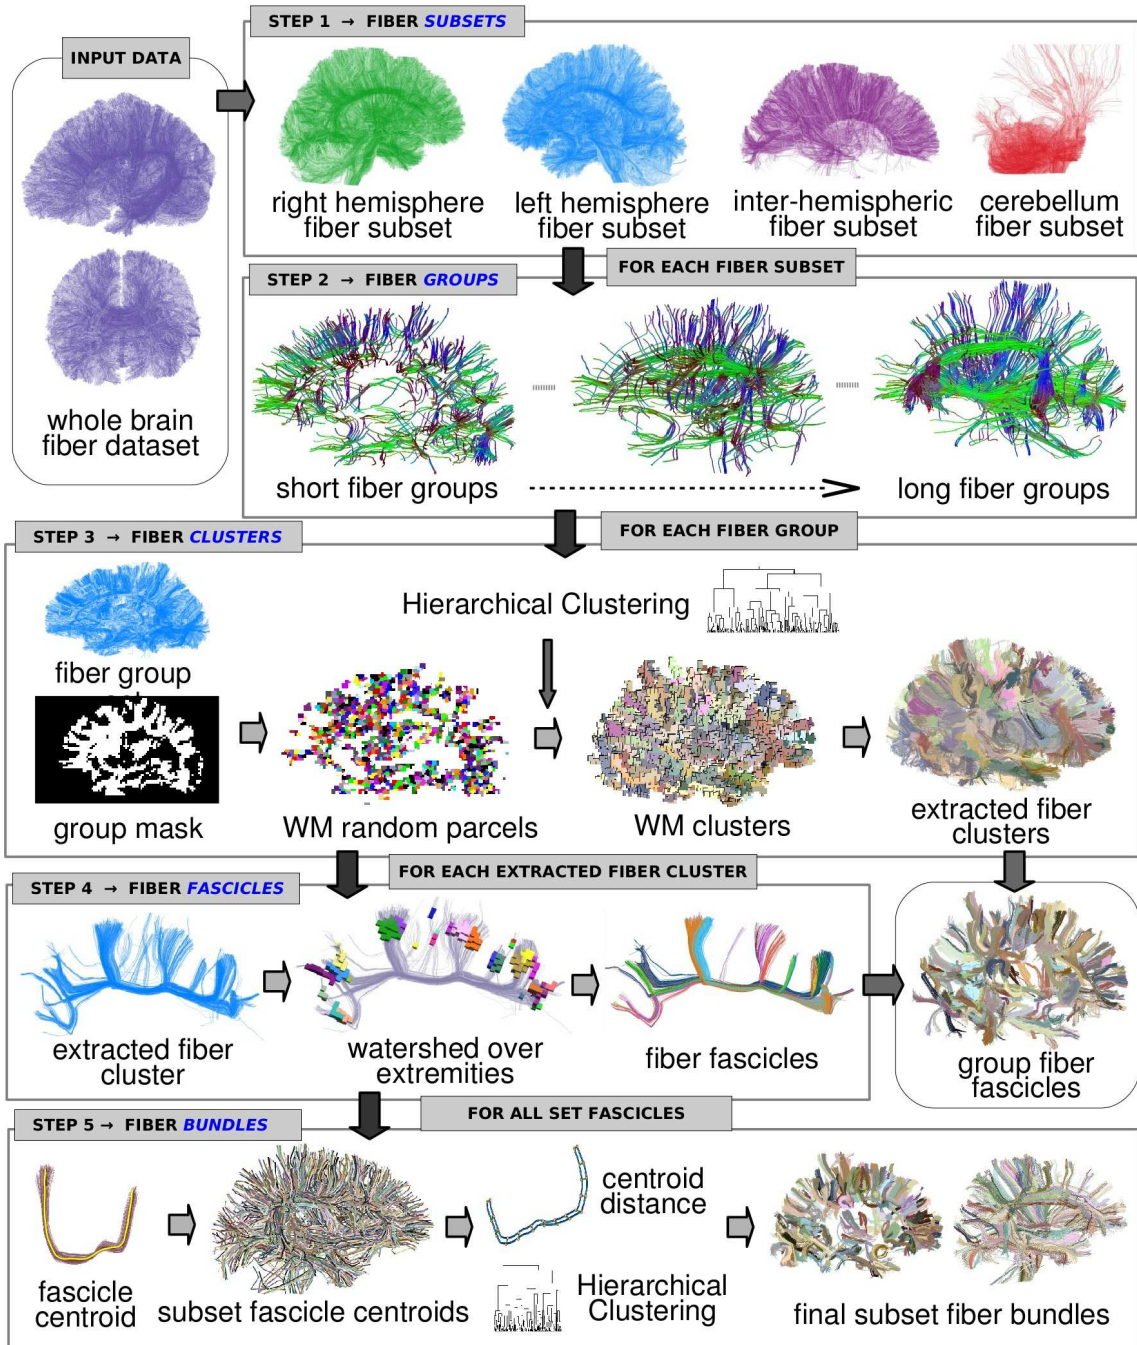 INPUT DATA
whole brain
fiber dataset
STEP 1 → FIBER SUBSETS
right hemisphere
fiber subset
left hemisphere
fiber subset
inter-hemispheric
fiber subset
cerebellum
fiber subset
FOR EACH FIBER SUBSET
STEP 2 → FIBER GROUPS
short fiber groups
long fiber groups
FOR EACH FIBER GROUP
STEP 3 → FIBER CLUSTERS
Hierarchical Clustering
fiber group
group mask
WM random parcels
WM clusters
extracted fiber
clusters
FOR EACH EXTRACTED FIBER CLUSTER
STEP 4 → FIBER FASCICLES
extracted fiber
cluster
watershed over
extremities
fiber fascicles
group fiber
fascicles
FOR ALL SET FASCICLES
STEP 5 → FIBER BUNDLES
fascicle
centroid
subset fascicle centroids
centroid
distance
Hierarchical
Clustering
final subset fiber bundles